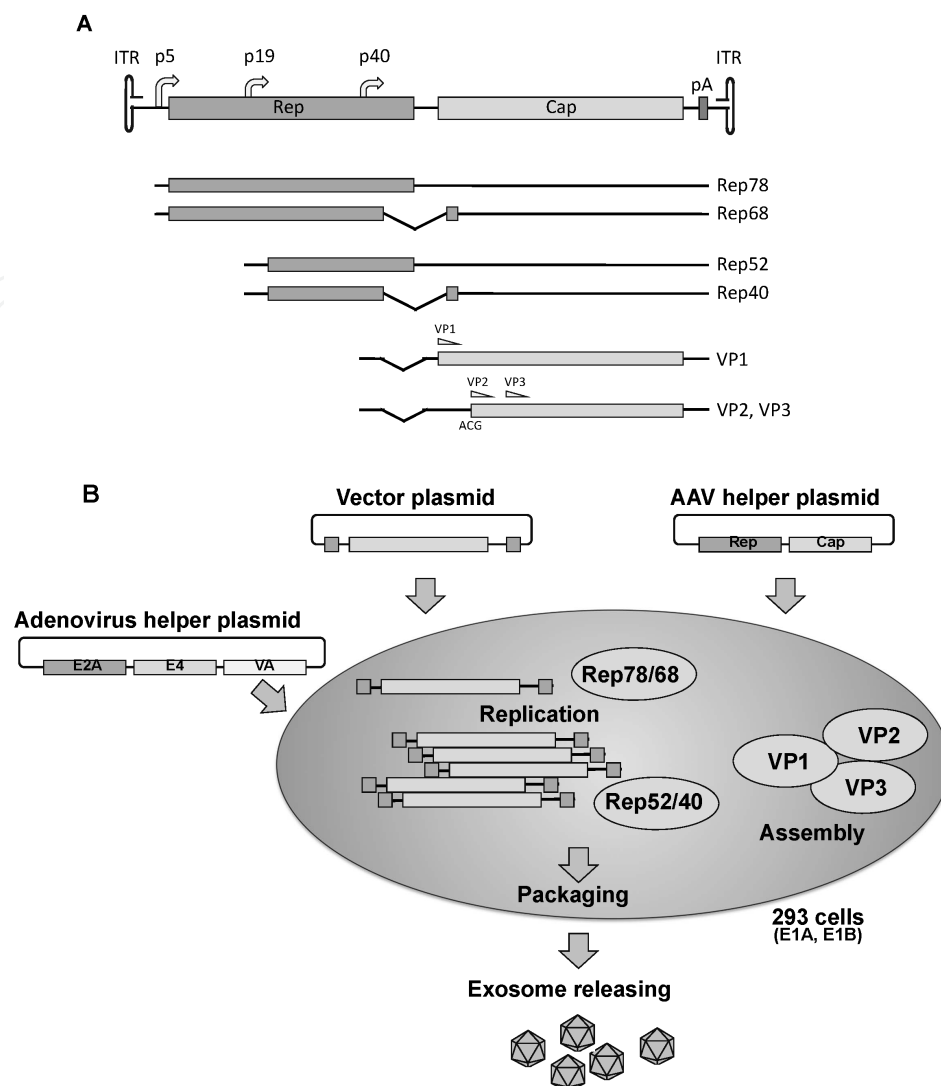 A
ITR p5 p19 p40 ITR
pA
Rep Cap
Rep78
Rep68
Rep52
Rep40
VP1
VP1
VP2 VP3
VP2, VP3
ACG
B
Vector plasmid AAV helper plasmid
Rep Cap
Adenovirus helper plasmid
E2A E4 VA
Rep78/68
Replication
VP2
VP1
VP3
Rep52/40
Assembly
Packaging
293 cells
(E1A, E1B)
Exosome releasing